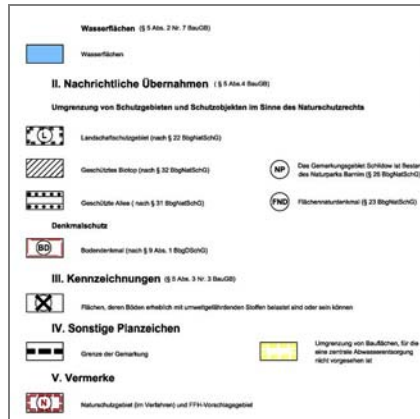 Wasserflächen (§ 5 Abs. 2 Nr. 7 BauGB)
Wasserflächen
II. Nachrichtliche Übernahmen (§ 5 Abs.4 BauGB)
Umgrenzung von Schutzgebieten und Schutzobjekten im Sinne des Naturschutzrechts
L
Landschaftschutzgebiet (nach § 22 BbgNatSchG)
Geschütztes Biotop (nach § 32 BbgNatSchG)
NP
Das Gemarkungsgebiet Schildow ist Bestan
des Naturparks Barnim (§ 26 BbgNatSchG)
Geschützte Allee ( nach § 31 BbgNatSchG)
FND
Flächennaturdenkmal (§ 23 BbgNatSchG)
Denkmalschutz
BD
Bodendenkmal (nach § 9 Abs. 1 BbgDSchG)
III. Kennzeichnungen (§ 5 Abs. 3 Nr. 3 BauGB)
Flächen, deren Böden erheblich mit umweltgefährdenden Stoffen belastet sind oder sein können
IV. Sonstige Planzeichen
Grenze der Gemarkung
Umgrenzung von Bauflächen, für die
eine zentrale Abwasserentsorgung
nicht vorgesehen ist
V. Vermerke
N
Naturschutzgebiet (im Verfahren) und FFH-Vorschlagsgebiet